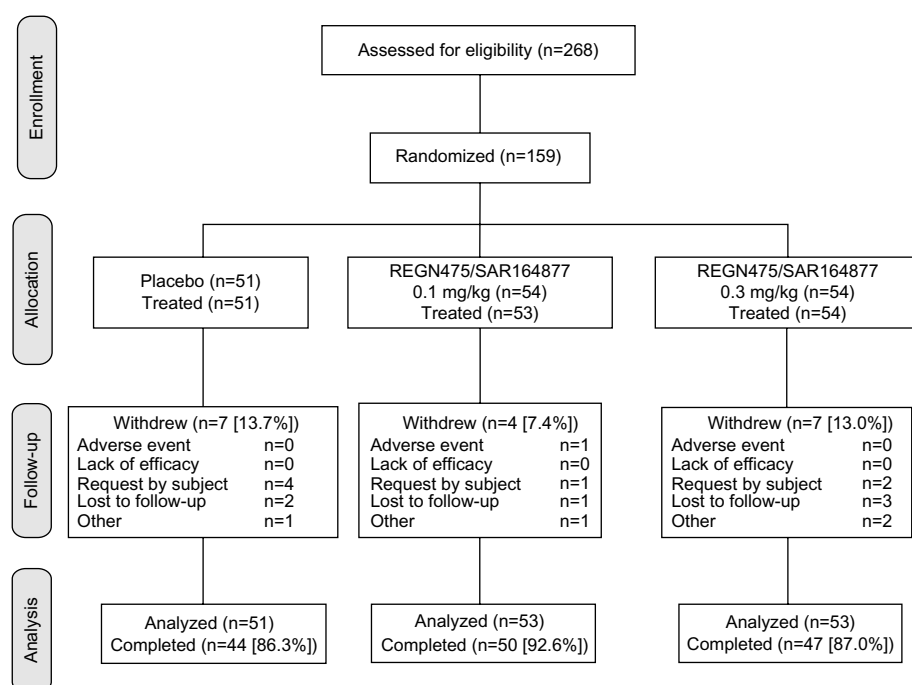 Enrollment
Assessed for eligibility (n=268)
Randomized (n=159)
Allocation
Placebo (n=51)
Treated (n=51)
REGN475/SAR164877
0.1 mg/kg (n=54)
Treated (n=53)
REGN475/SAR164877
0.3 mg/kg (n=54)
Treated (n=54)
Follow-up
Withdrew (n=7 [13.7%])
Adverse event n=0
Lack of efficacy n=0
Request by subject n=4
Lost to follow-up n=2
Other n=1
Withdrew (n=4 [7.4%])
Adverse event n=1
Lack of efficacy n=0
Request by subject n=1
Lost to follow-up n=1
Other n=1
Withdrew (n=7 [13.0%])
Adverse event n=0
Lack of efficacy n=0
Request by subject n=2
Lost to follow-up n=3
Other n=2
Analysis
Analyzed (n=51)
Completed (n=44 [86.3%])
Analyzed (n=53)
Completed (n=50 [92.6%])
Analyzed (n=53)
Completed (n=47 [87.0%])